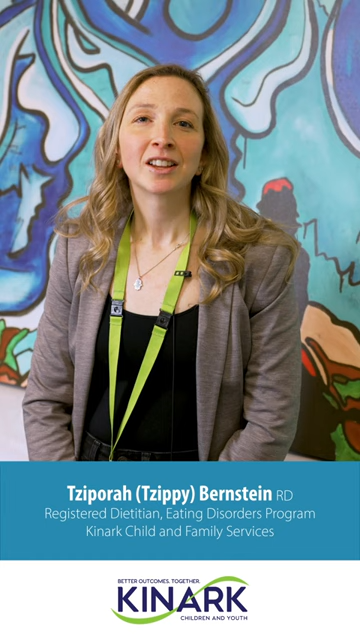 Tziporah (Tzippy) Bernstein RD
Registered Dietitian, Eating Disorders Program
Kinark Child and Family Services
BETTER OUTCOMES. TOGETHER.
KINARK
CHILDREN AND YOUTH